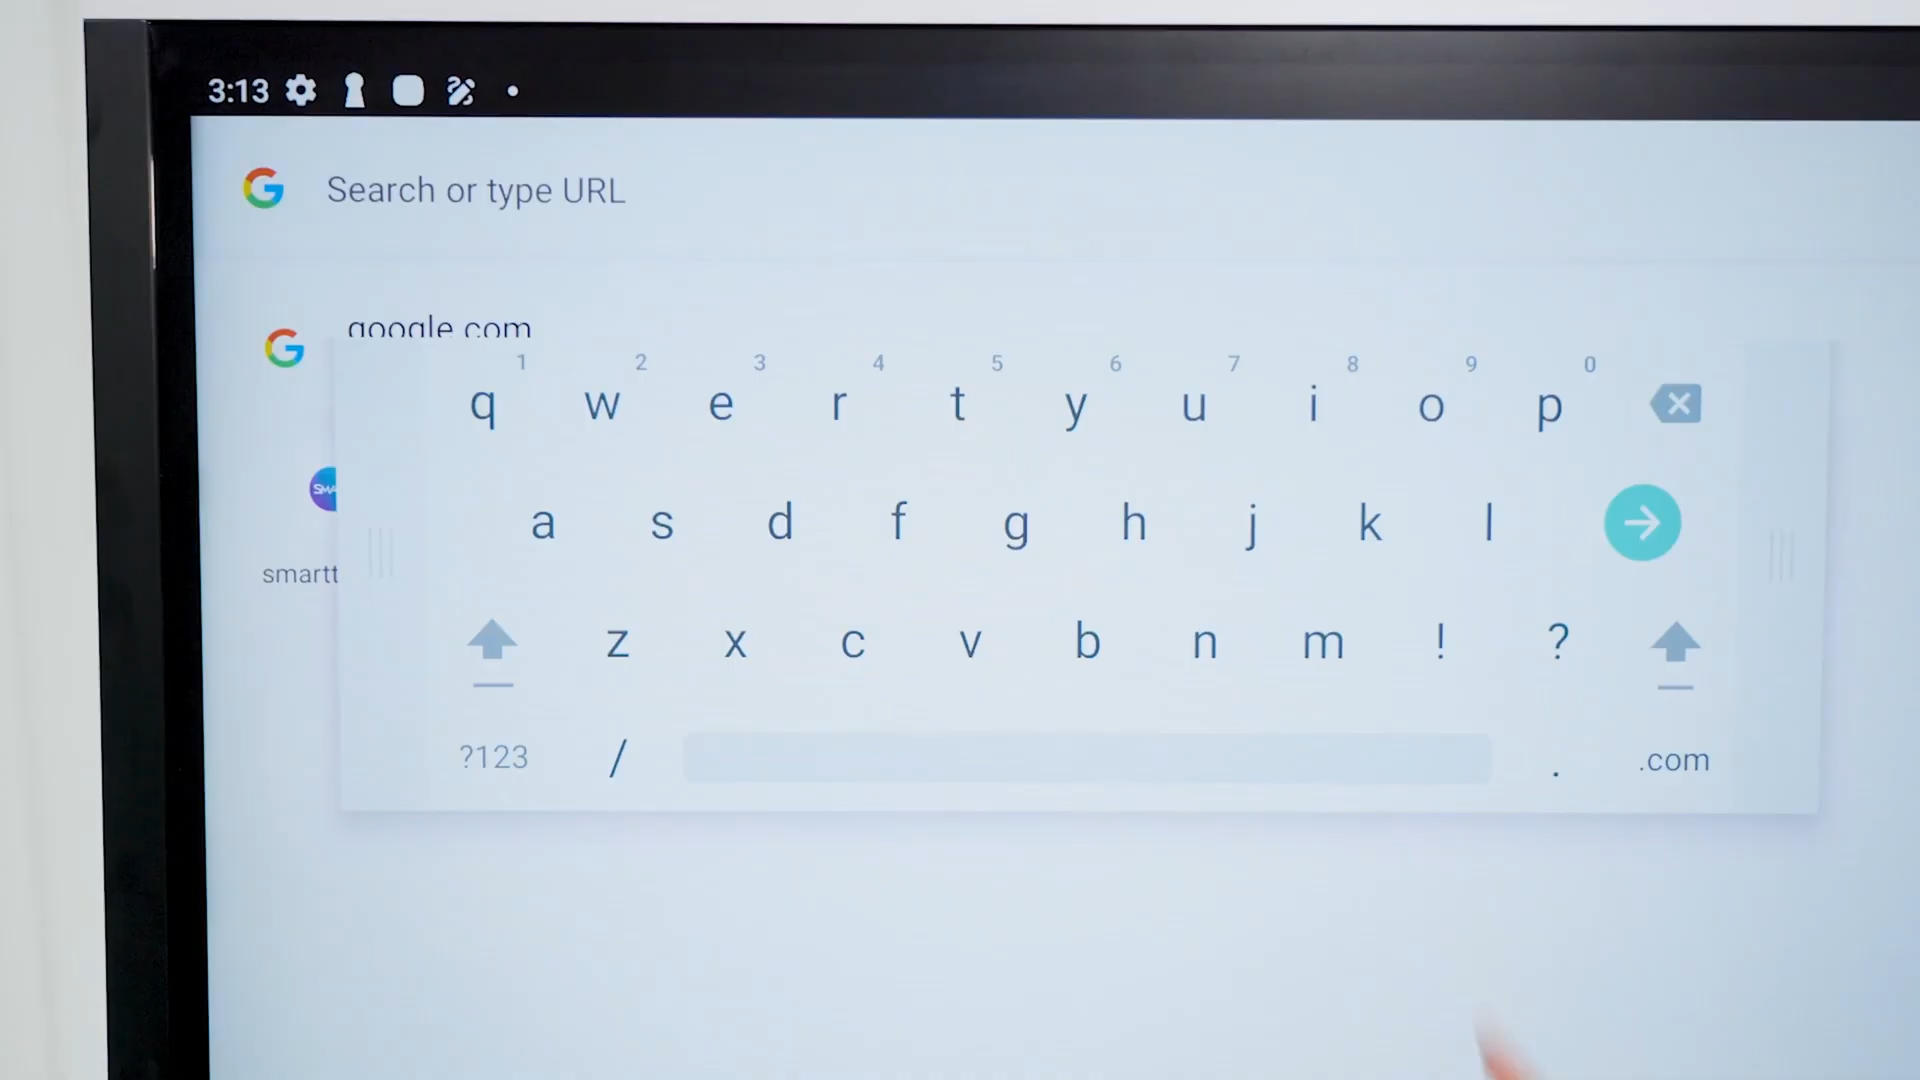 3:13
Search or type URL
google.com
1 2 3 4 5 6 7 8 9 0
q w e r t y u i o p
SMA
a s d f g h j k l
smartt
z x c v b n m ! ?
?123 / . .com